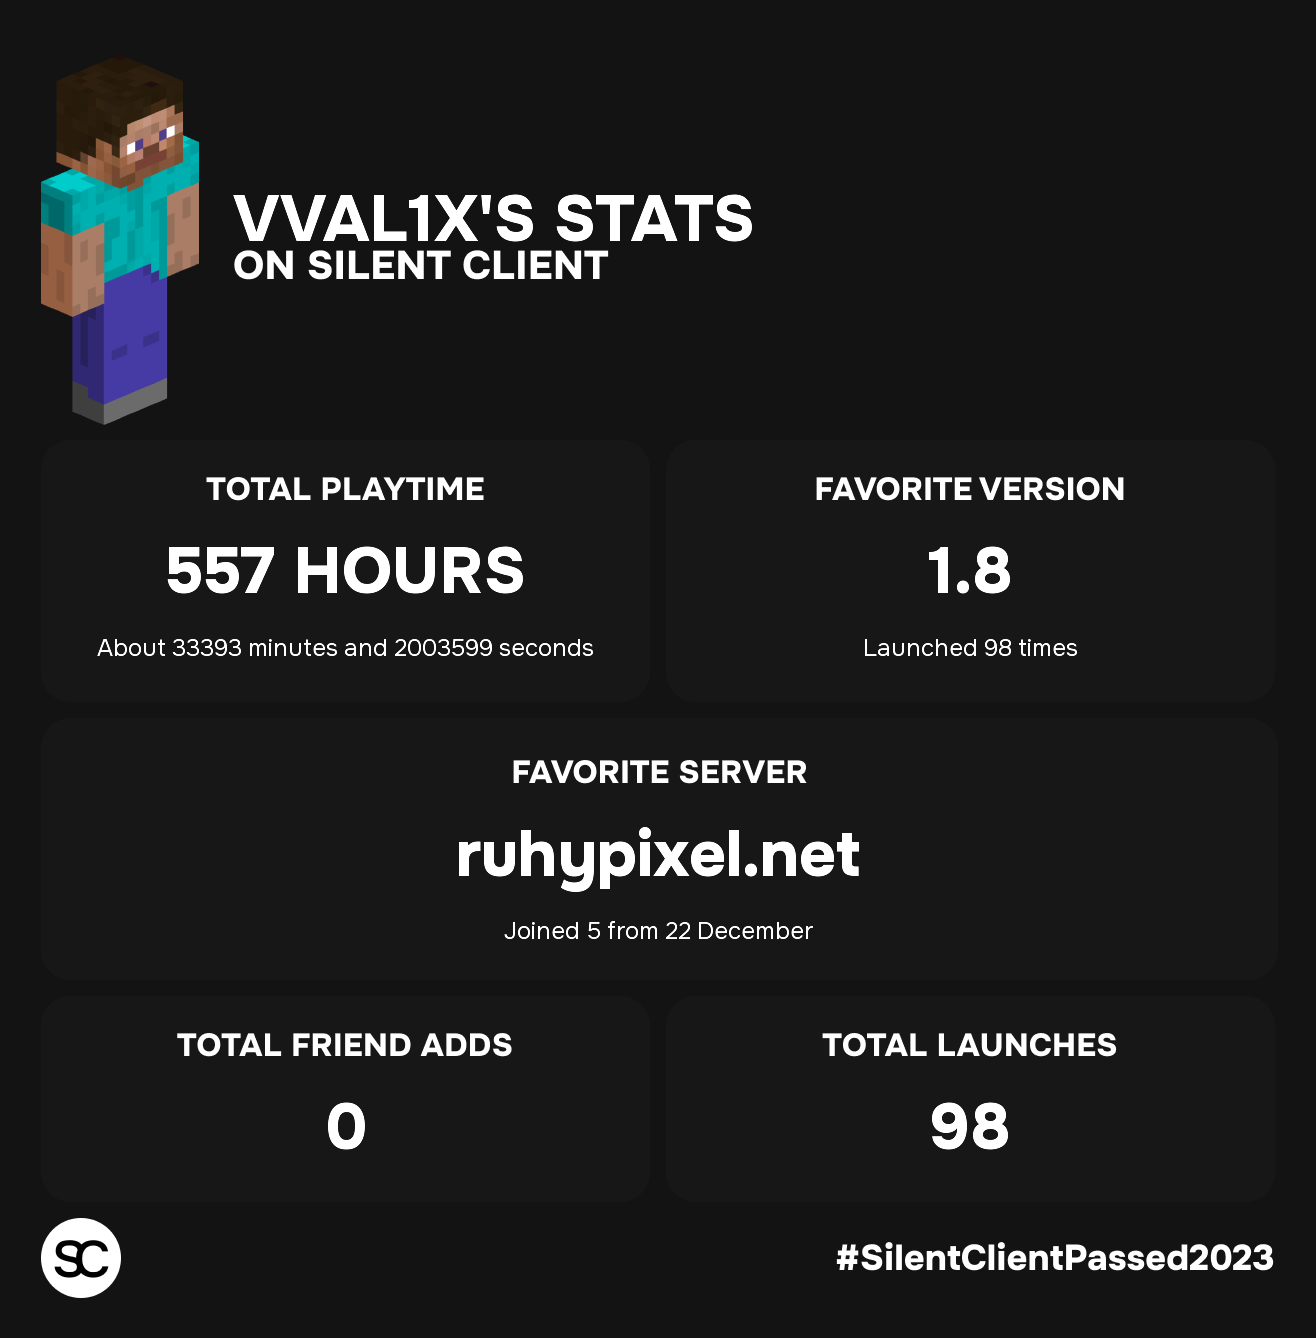 VVAL1X'S STATS
ON SILENT CLIENT
TOTAL PLAYTIME
557 HOURS
About 33393 minutes and 2003599 seconds
FAVORITE VERSION
1.8
Launched 98 times
FAVORITE SERVER
ruhypixel.net
Joined 5 from 22 December
TOTAL FRIEND ADDS
0
TOTAL LAUNCHES
98
SC
#SilentClientPassed2023